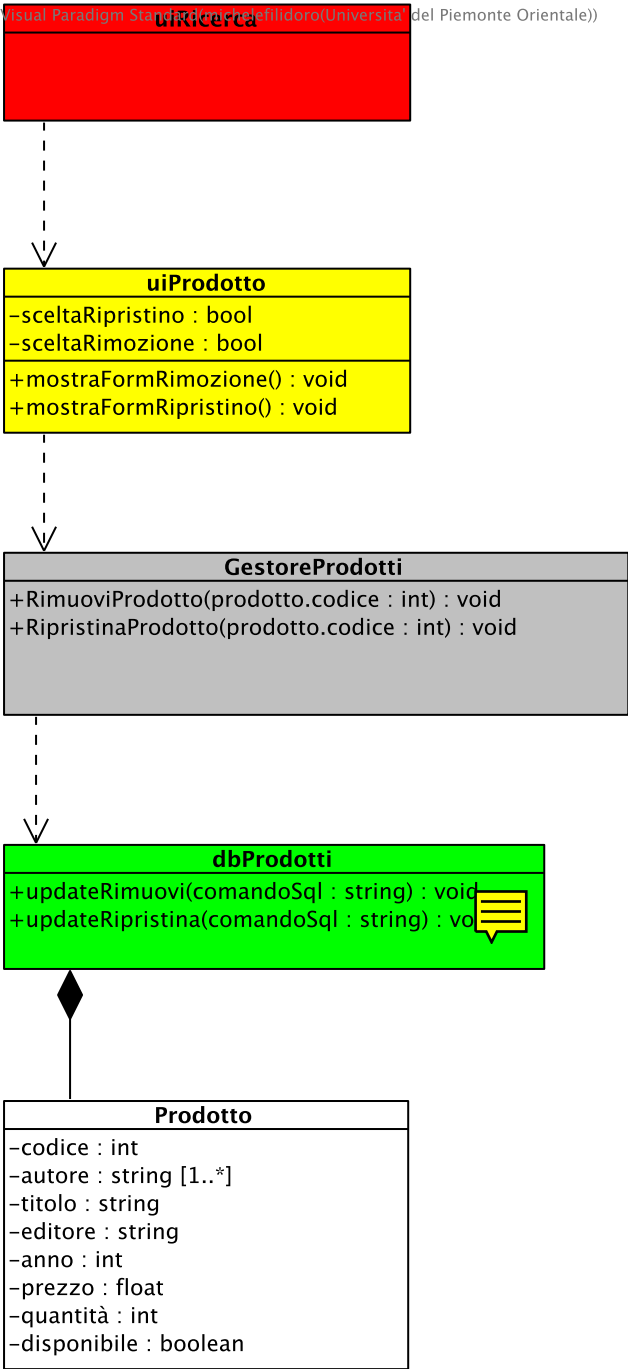 Visual Paradigm Standard(michelefilidoro(Universita' del Piemonte Orientale))
uiRicerca
uiProdotto
-sceltaRipristino : bool
-sceltaRimozione : bool
+mostraFormRimozione() : void
+mostraFormRipristino() : void
GestoreProdotti
+RimuoviProdotto(prodotto.codice : int) : void
+RipristinaProdotto(prodotto.codice : int) : void
dbProdotti
+updateRimuovi(comandoSql : string) : void
+updateRipristina(comandoSql : string) : vo
Prodotto
-codice : int
-autore : string [1..*]
-titolo : string
-editore : string
-anno : int
-prezzo : float
-quantità : int
-disponibile : boolean